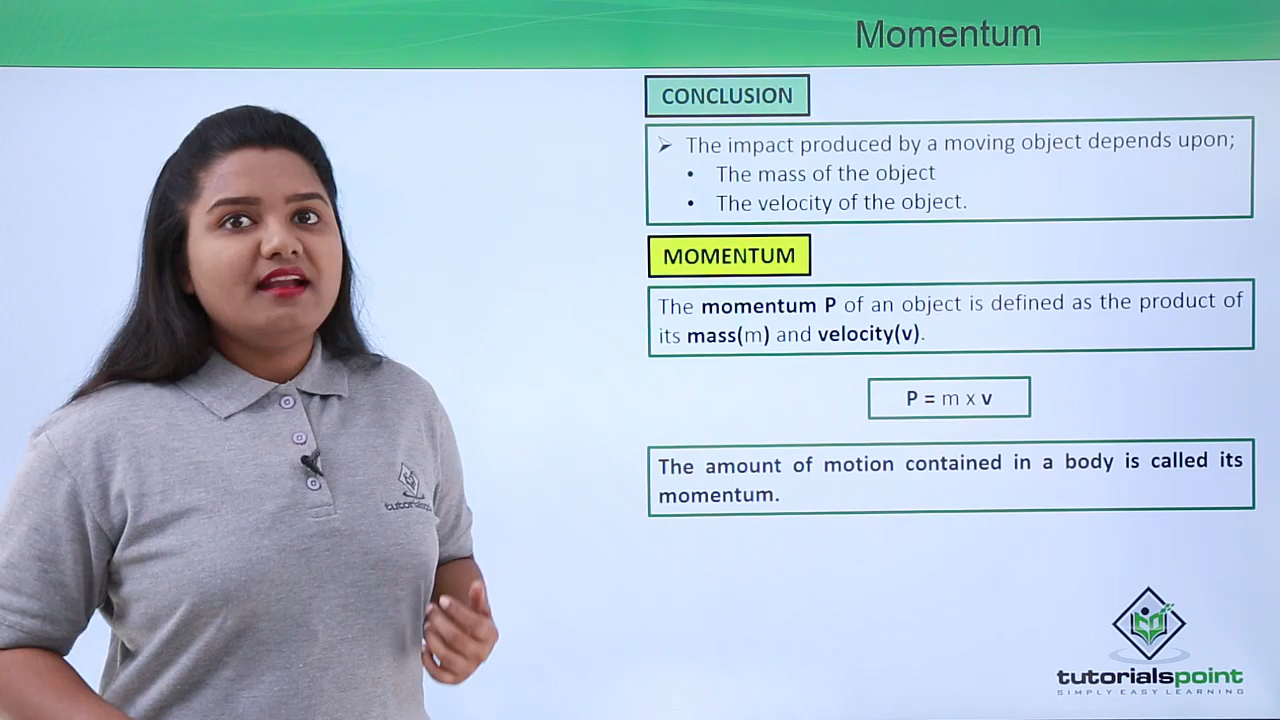 Momentum
CONCLUSION
➢ The impact produced by a moving object depends upon;
• The mass of the object
• The velocity of the object.
MOMENTUM
The momentum P of an object is defined as the product of
its mass(m) and velocity(v).
P = m x v
The amount of motion contained in a body is called its
momentum.
tutorialspoint
SIMPLY EASY LEARNING